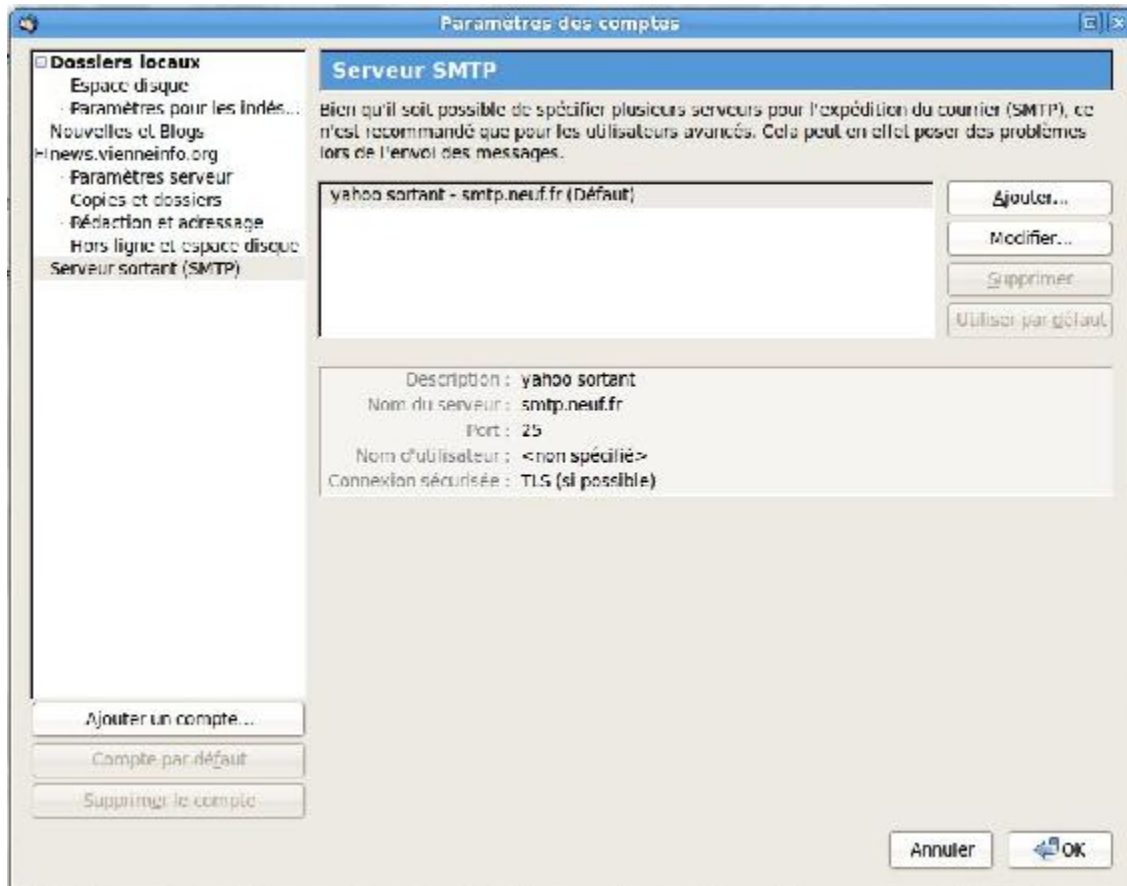 Paramètres des comptes
Dossiers locaux
Espace disque
Paramètres pour les indés...
Nouvelles et Blogs
news.vienneinfo.org
Paramètres serveur
Copies et dossiers
Rédaction et adressage
Hors ligne et espace disque
Serveur sortant (SMTP)
Ajouter un compte...
Compte par défaut
Supprimer le compte
Serveur SMTP
Bien qu'il soit possible de spécifier plusieurs serveurs pour l'expédition du courrier (SMTP), ce
n'est recommandé que pour les utilisateurs avancés. Cela peut en effet poser des problèmes
lors de l'envoi des messages.
yahoo sortant - smtp.neuf.fr (Défaut)
Ajouter...
Modifier...
Supprimer
Utiliser par défaut
Description : yahoo sortant
Nom du serveur : smtp.neuf.fr
Port : 25
Nom d'utilisateur : <non spécifié>
Connexion sécurisée : TLS (si possible)
Annuler
OK